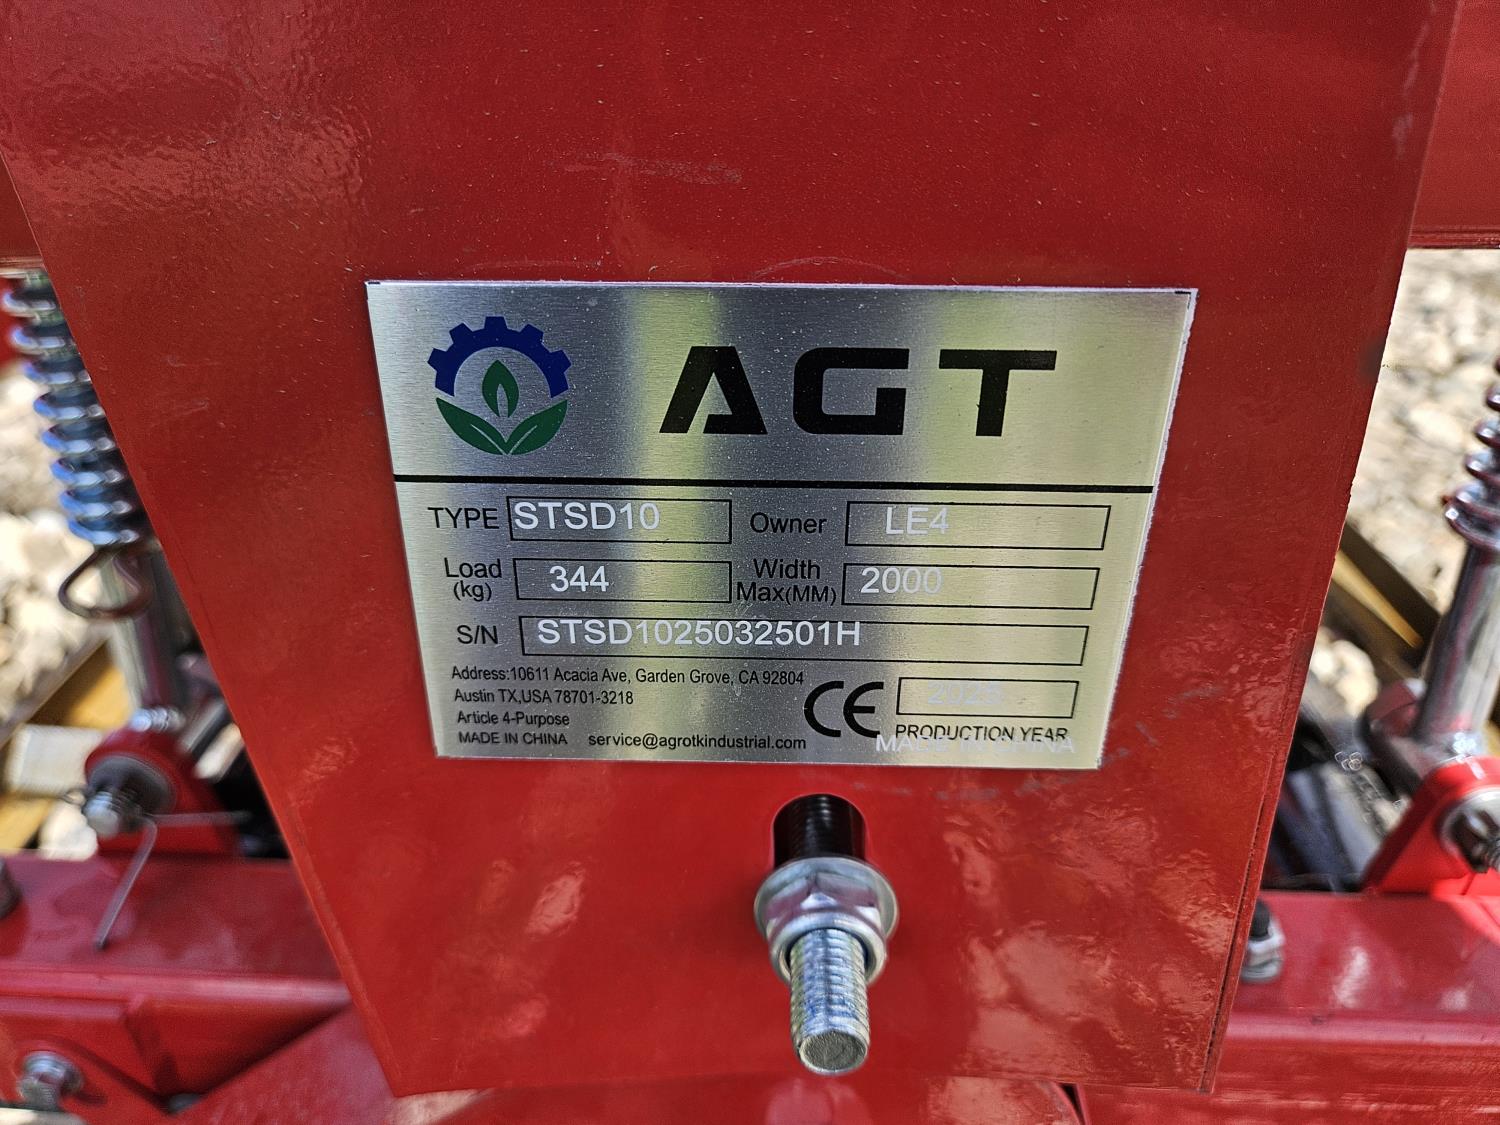 AGT
TYPE STSD10 Owner LE4
Load (kg) 344 Width Max(MM) 2000
S/N STSD1025032501H
Address:10611 Acacia Ave, Garden Grove, CA 92804
Austin TX,USA 78701-3218
Article 4-Purpose
MADE IN CHINA service@agrotkindustrial.com
CE 2025
PRODUCTION YEAR
MADE IN CHINA